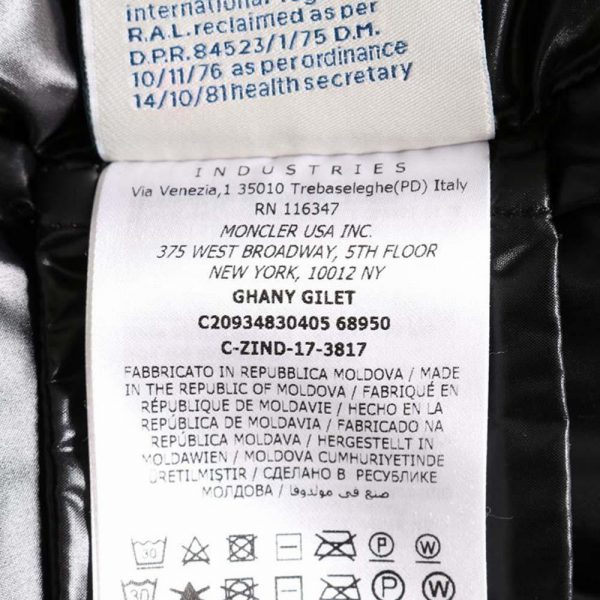 international
R.A.L. reclaimed as per
D.P.R. 84523/1/75 D.M.
10/11/76 as per ordinance
14/10/81 health secretary
INDUSTRIES
Via Venezia,1 35010 Trebaseleghe(PD) Italy
RN 116347
MONCLER USA INC.
375 WEST BROADWAY, 5TH FLOOR
NEW YORK, 10012 NY
GHANY GILET
C20934830405 68950
C-ZIND-17-3817
FABBRICATO IN REPUBBLICA MOLDOVA / MADE
IN THE REPUBLIC OF MOLDOVA / FABRIQUÉ EN
RÉPUBLIQUE DE MOLDAVIE / HECHO EN LA
REPÚBLICA DE MOLDAVIA / FABRICADO NA
REPÚBLICA MOLDAVA / HERGESTELLT IN
MOLDAWIEN / MOLDOVA CUMHURIYETINDE
ÜRETILMIŞTIR / СДЕЛАНО В РЕСПУБЛИКЕ
МОЛДОВА / صنع في مولدوفا
30 P W
30 P W